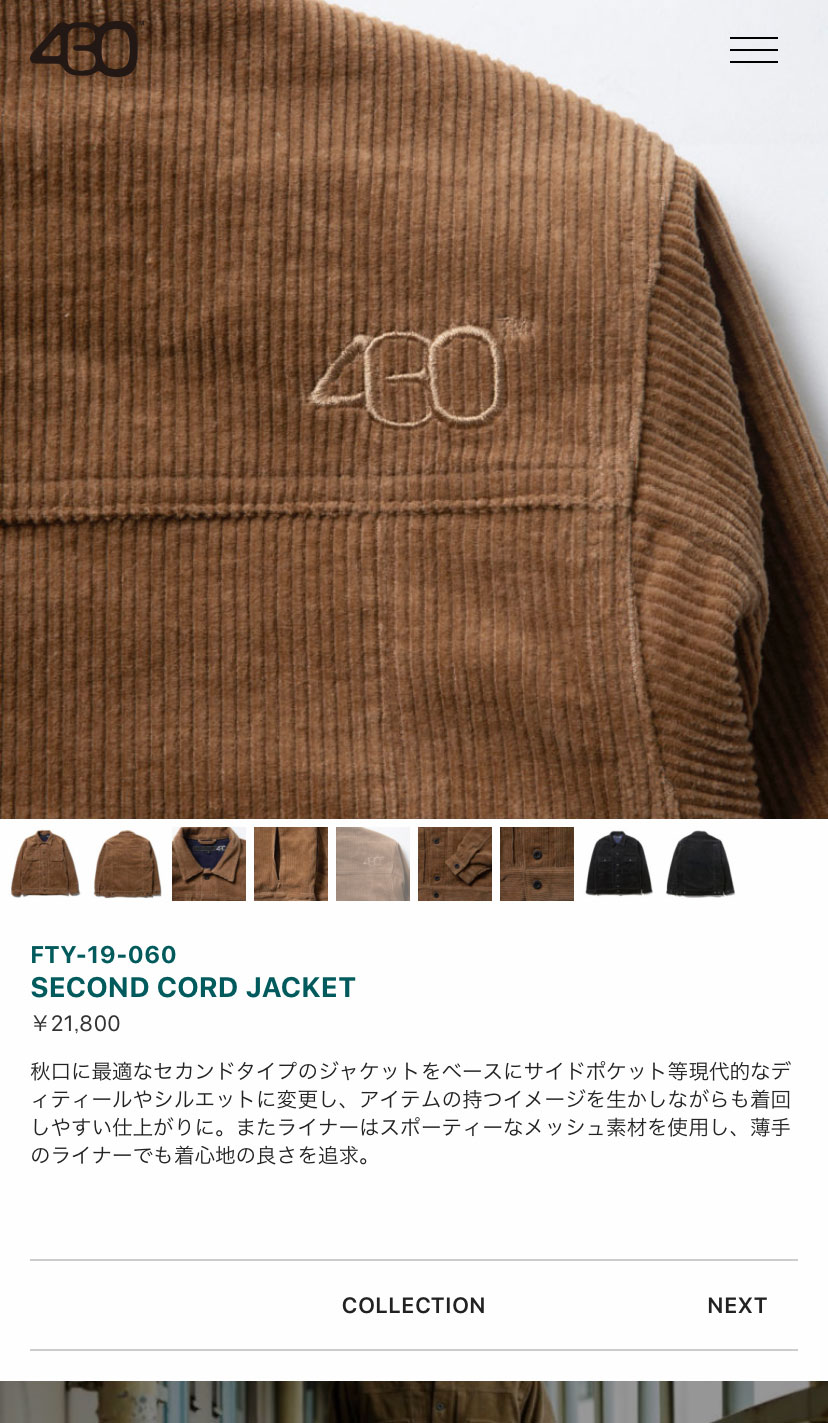 430
430™
FTY-19-060
SECOND CORD JACKET
￥21,800
秋口に最適なセカンドタイプのジャケットをベースにサイドポケット等現代的なデ
ィティールやシルエットに変更し、アイテムの持つイメージを生かしながらも着回
しやすい仕上がりに。またライナーはスポーティーなメッシュ素材を使用し、薄手
のライナーでも着心地の良さを追求。
COLLECTION
NEXT